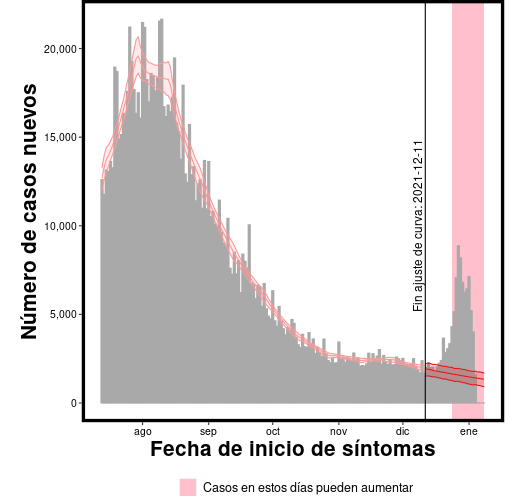 Número de casos nuevos
20,000
15,000
10,000
5,000
0
Fin ajuste de curva: 2021-12-11
ago sep oct nov dic ene
Fecha de inicio de síntomas
Casos en estos días pueden aumentar